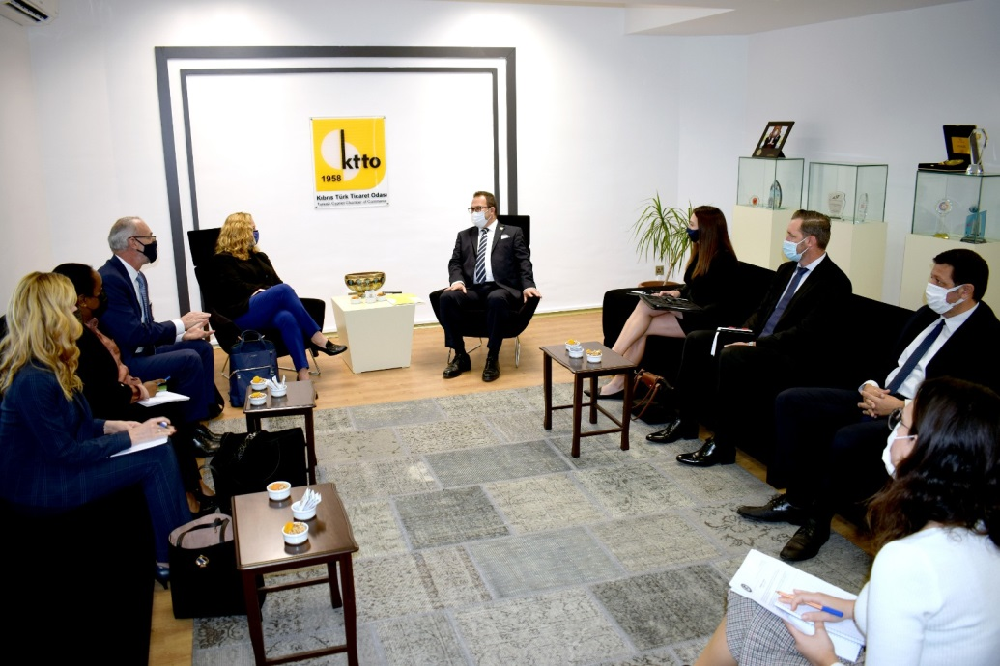 ktto
1958
Kıbrıs Türk Ticaret Odası
Turkish Cypriot Chamber of Commerce